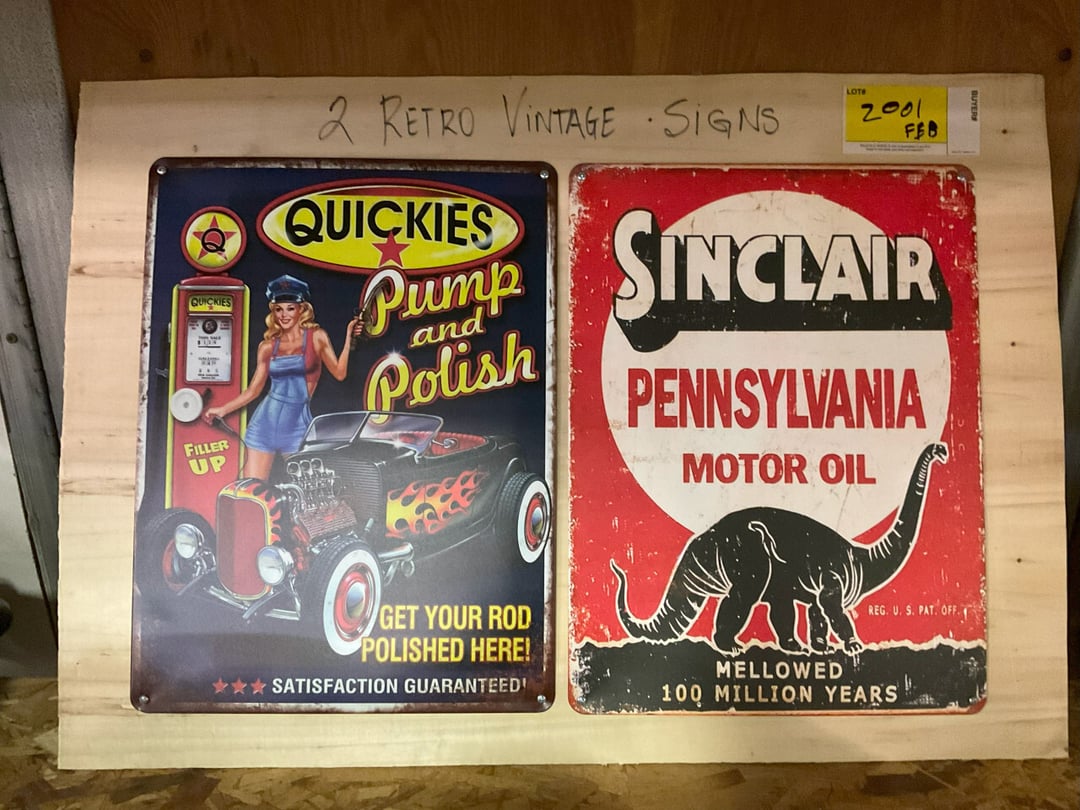 2 RETRO VINTAGE · SIGNS
LOT#
2001
FEB
BUYER#
QUICKIES
Q
Pump
and
Polish
QUICKIES
FILLER
UP
GET YOUR ROD
POLISHED HERE!
SATISFACTION GUARANTEED!
SINCLAIR
PENNSYLVANIA
MOTOR OIL
REG. U. S. PAT. OFF.
MELLOWED
100 MILLION YEARS